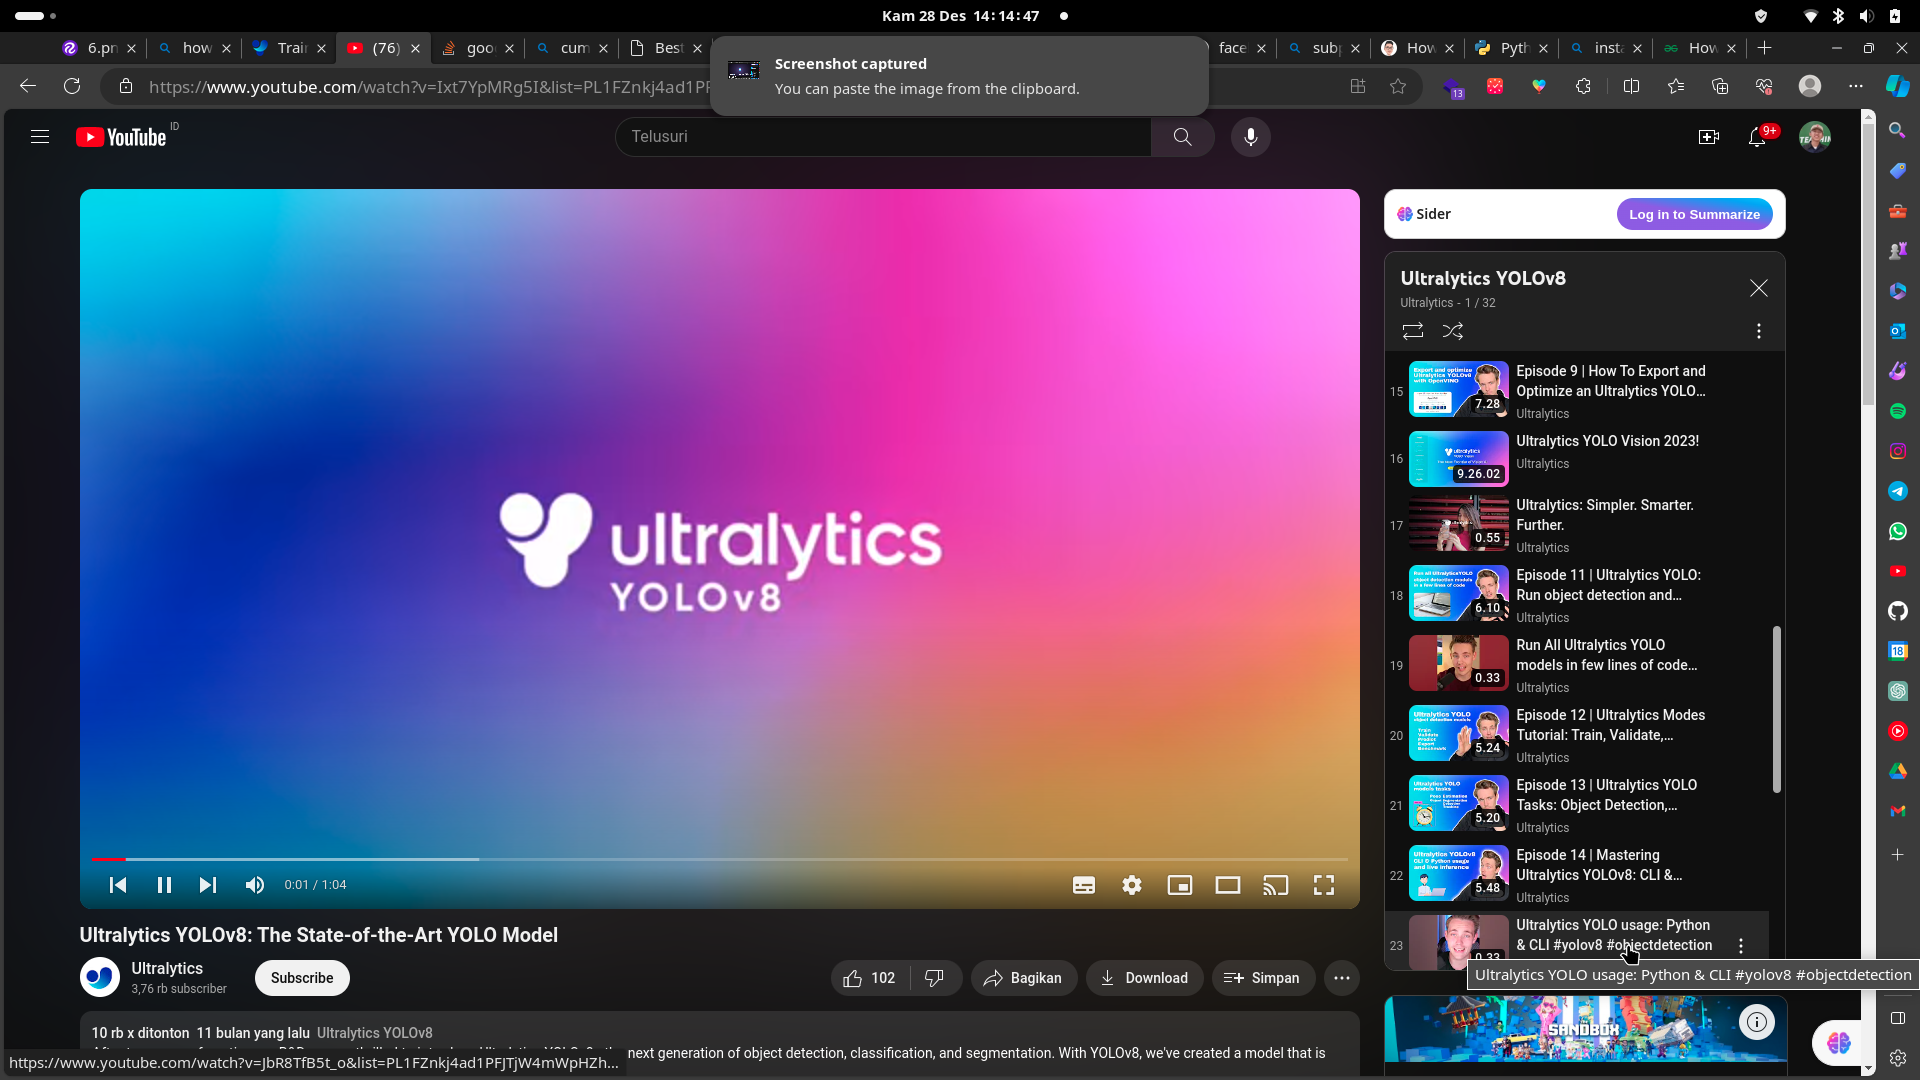 Kam 28 Des 14:14:47
6.pr
how
Trai
(76)
goo
cum
Best
face
subp
How
Pyth
inst
How
Screenshot captured
You can paste the image from the clipboard.
https://www.youtube.com/watch?v=Ixt7YpMRg5I&list=PL1FZnkj4ad1PF
13
YouTube ID
Telusuri
9+
Sider
Log in to Summarize
ultralytics
YOLOv8
0:01 / 1:04
Ultralytics YOLOv8
Ultralytics - 1 / 32
15
7.28
Episode 9 | How To Export and
Optimize an Ultralytics YOLO...
Ultralytics
16
9.26.02
Ultralytics YOLO Vision 2023!
Ultralytics
17
0.55
Ultralytics: Simpler. Smarter.
Further.
Ultralytics
18
6.10
Episode 11 | Ultralytics YOLO:
Run object detection and...
Ultralytics
19
0.33
Run All Ultralytics YOLO
models in few lines of code...
Ultralytics
20
5.24
Episode 12 | Ultralytics Modes
Tutorial: Train, Validate,...
Ultralytics
21
5.20
Episode 13 | Ultralytics YOLO
Tasks: Object Detection,...
Ultralytics
22
5.48
Episode 14 | Mastering
Ultralytics YOLOv8: CLI &...
Ultralytics
23
0.33
Ultralytics YOLO usage: Python
& CLI #yolov8 #objectdetection
Ultralytics YOLO usage: Python & CLI #yolov8 #objectdetection
SANDBOX
18
Ultralytics YOLOv8: The State-of-the-Art YOLO Model
Ultralytics
3,76 rb subscriber
Subscribe
102
Bagikan
Download
Simpan
10 rb x ditonton 11 bulan yang lalu Ultralytics YOLOv8
next generation of object detection, classification, and segmentation. With YOLOv8, we've created a model that is
https://www.youtube.com/watch?v=JbR8TfB5t_o&list=PL1FZnkj4ad1PFJTjW4mWpHZh...